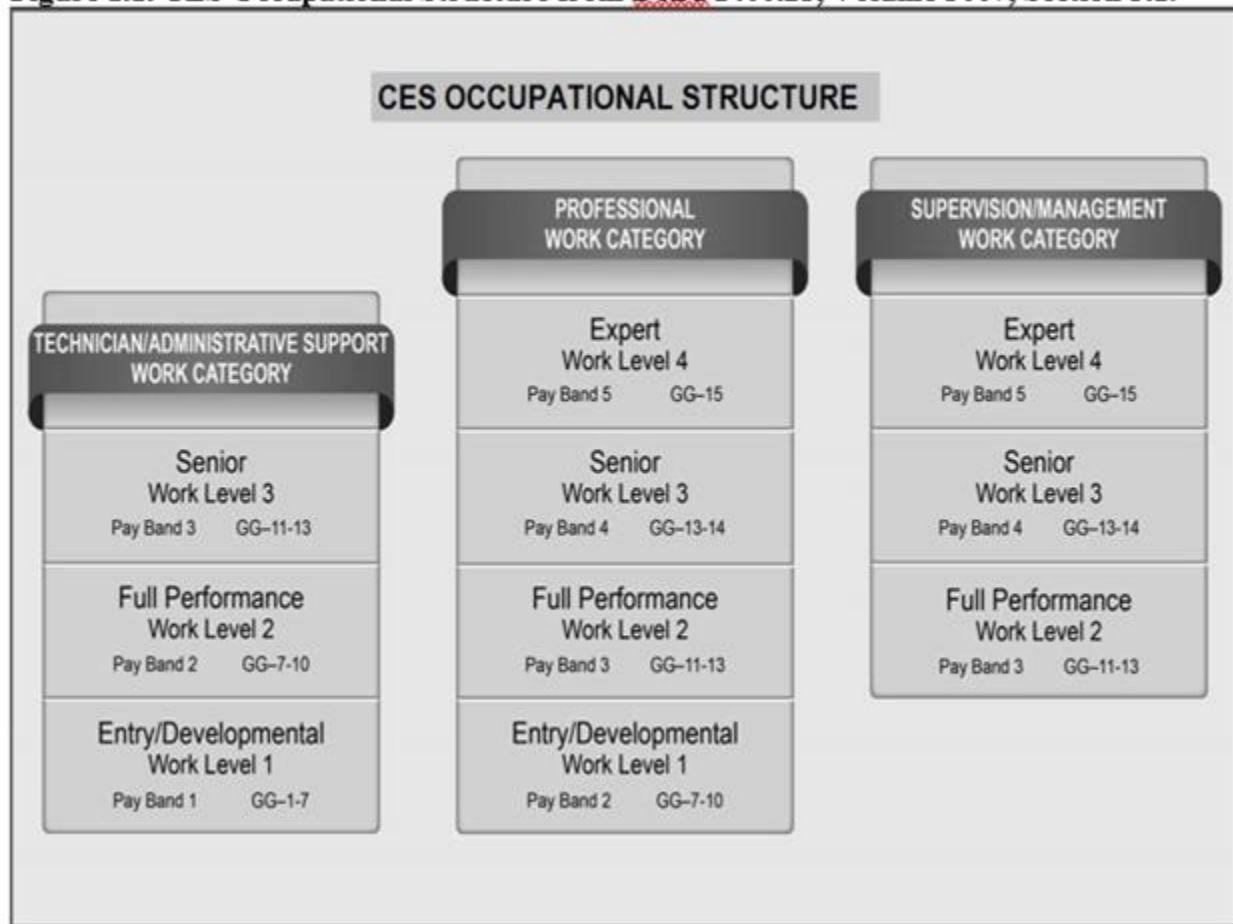 CES OCCUPATIONAL STRUCTURE
TECHNICIAN/ADMINISTRATIVE SUPPORT
WORK CATEGORY
Senior
Work Level 3
Pay Band 3 GG–11-13
Full Performance
Work Level 2
Pay Band 2 GG–7-10
Entry/Developmental
Work Level 1
Pay Band 1 GG–1-7
PROFESSIONAL
WORK CATEGORY
Expert
Work Level 4
Pay Band 5 GG–15
Senior
Work Level 3
Pay Band 4 GG–13-14
Full Performance
Work Level 2
Pay Band 3 GG–11-13
Entry/Developmental
Work Level 1
Pay Band 2 GG–7-10
SUPERVISION/MANAGEMENT
WORK CATEGORY
Expert
Work Level 4
Pay Band 5 GG–15
Senior
Work Level 3
Pay Band 4 GG–13-14
Full Performance
Work Level 2
Pay Band 3 GG–11-13